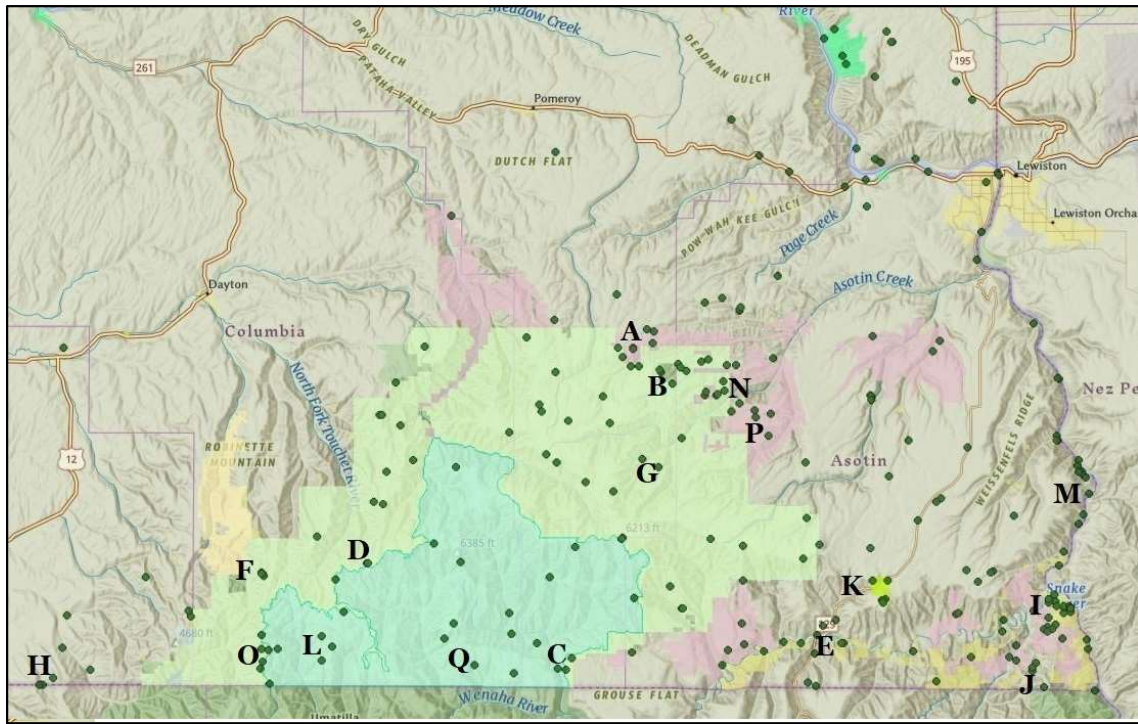 Meadow Creek
River
DRY GULCH
PATAHA VALLEY
DEADMAN GULCH
261
195
Pomeroy
DUTCH FLAT
Lewiston
Lewiston Orcha
POW-WAH KEE GULCH
Page Creek
Asotin Creek
Dayton
Columbia
A
Nez Pe
B
N
North Fork Touchet River
P
WEISSENFELS RIDGE
ROBINETTE
MOUNTAIN
12
G
Asotin
M
6213 ft
6385 ft
D
F
K
Snake
River
I
4680 ft
129
O
L
E
H
Q
C
J
Wenaha River
GROUSE FLAT
Umatilla